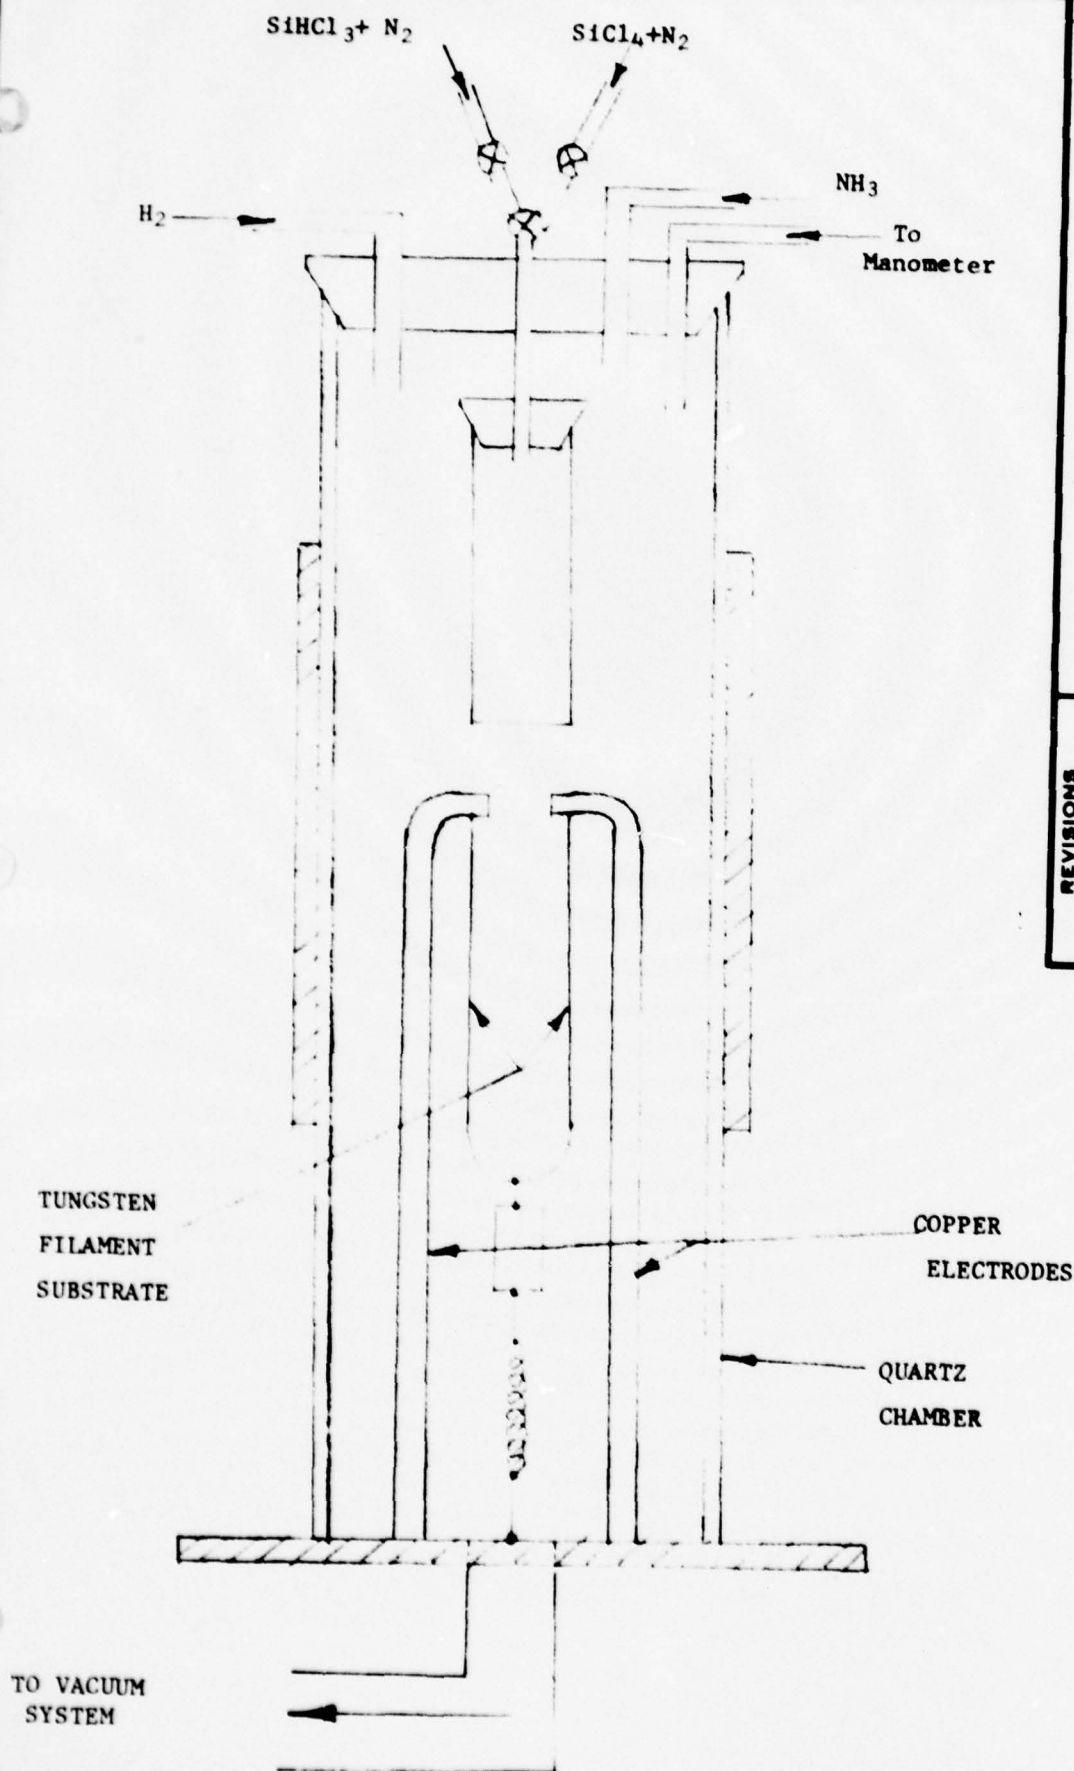 SiHCl3+ N2
SiCl4+N2
NH3
H2
To
Manometer
REVISIONS
TUNGSTEN
FILAMENT
SUBSTRATE
COPPER
ELECTRODES
QUARTZ
CHAMBER
TO VACUUM
SYSTEM